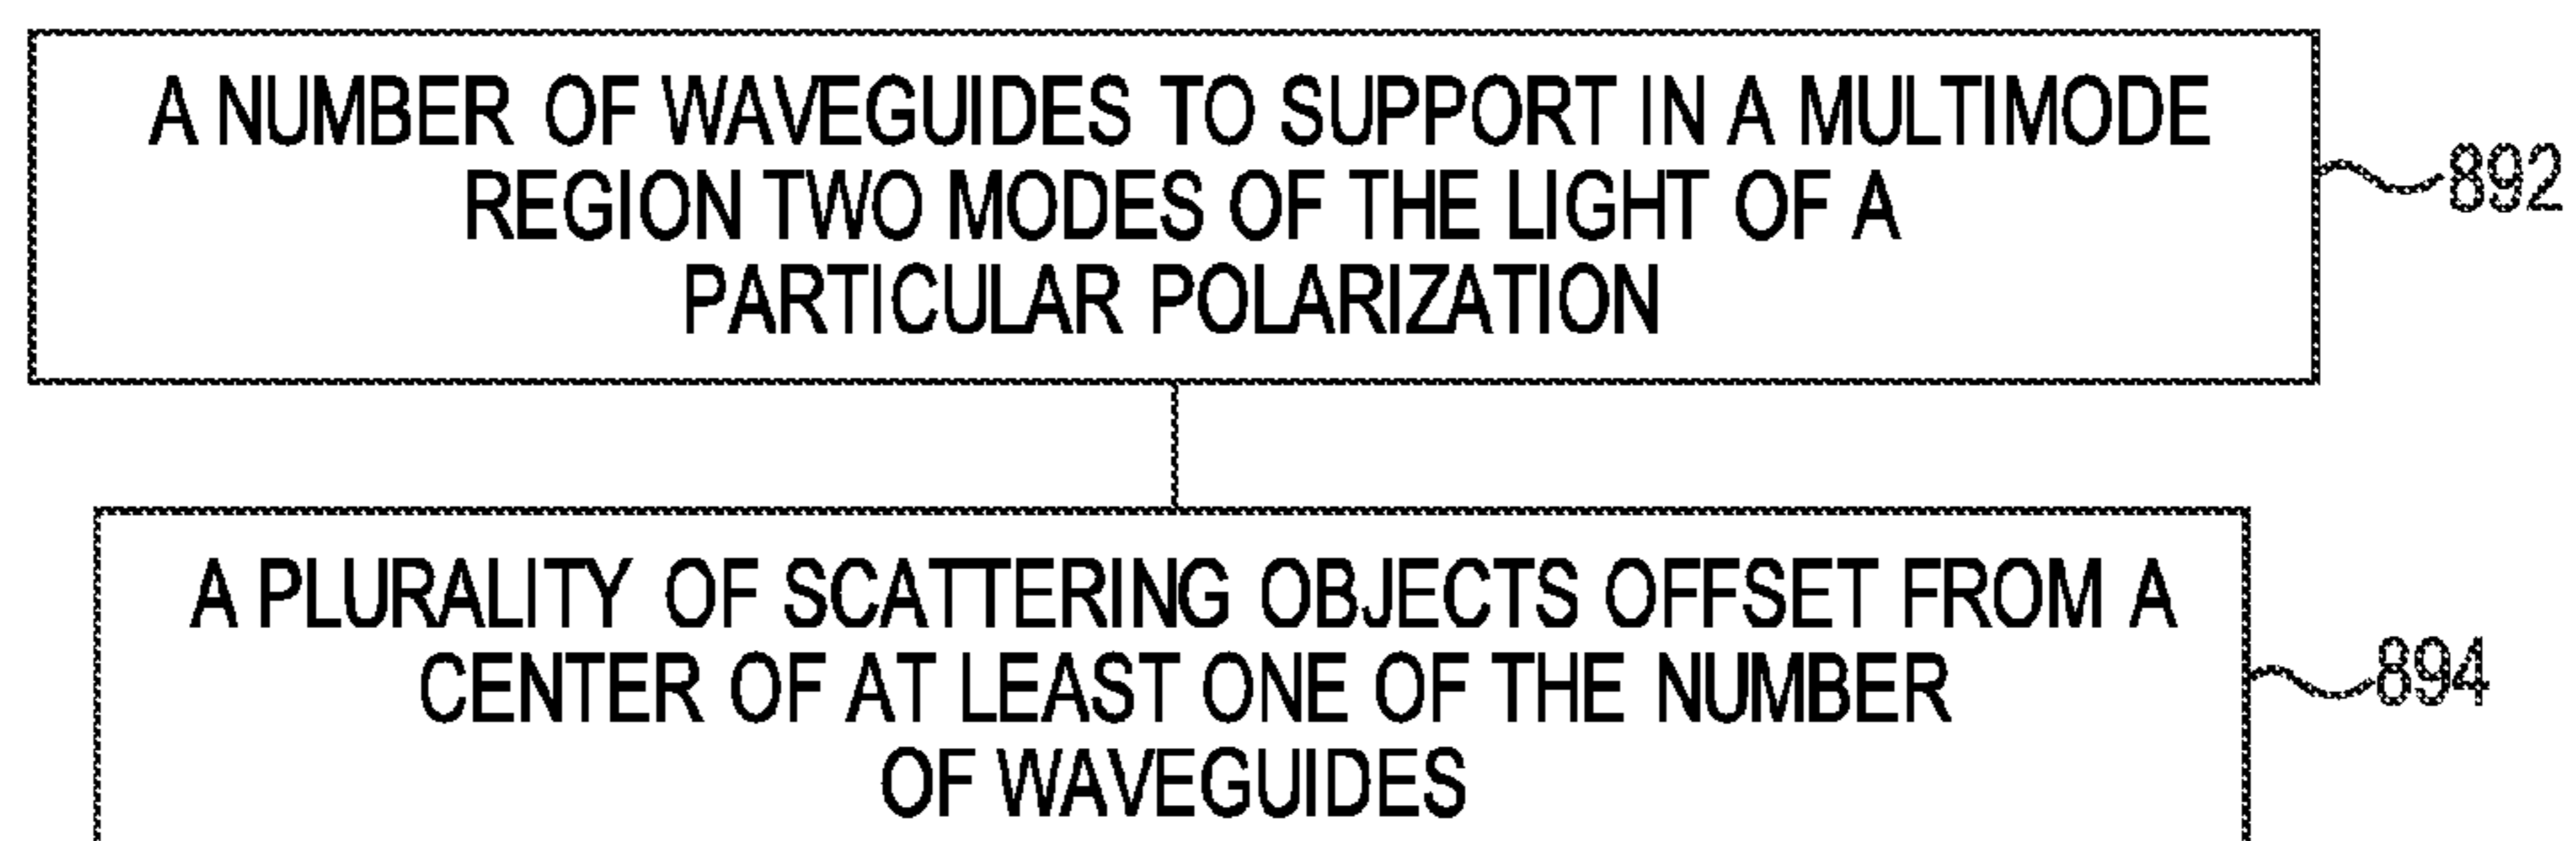 A NUMBER OF WAVEGUIDES TO SUPPORT IN A MULTIMODE
REGION TWO MODES OF THE LIGHT OF A
PARTICULAR POLARIZATION
892
A PLURALITY OF SCATTERING OBJECTS OFFSET FROM A
CENTER OF AT LEAST ONE OF THE NUMBER
OF WAVEGUIDES
894